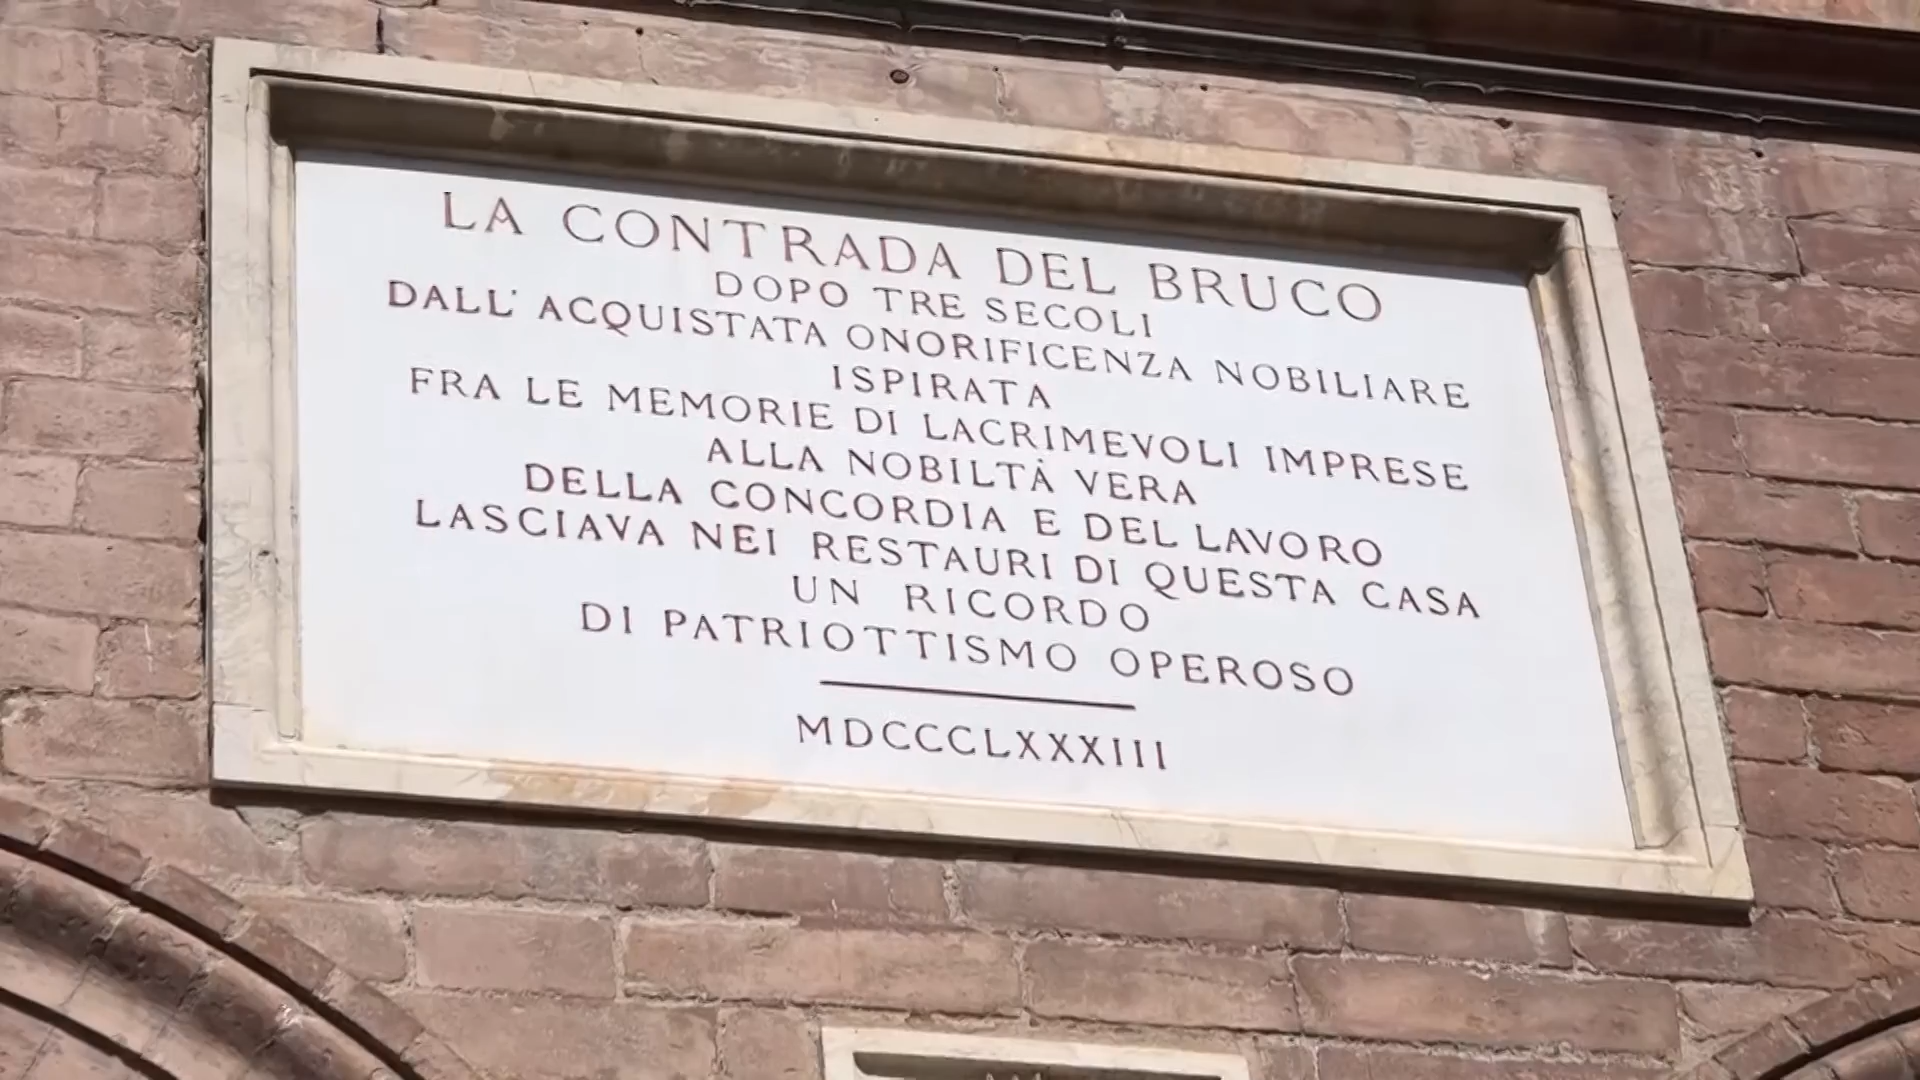 LA CONTRADA DEL BRUCO
DOPO TRE SECOLI
DALL' ACQUISTATA ONORIFICENZA NOBILIARE
ISPIRATA
FRA LE MEMORIE DI LACRIMEVOLI IMPRESE
ALLA NOBILTÀ VERA
DELLA CONCORDIA E DEL LAVORO
LASCIAVA NEI RESTAURI DI QUESTA CASA
UN RICORDO
DI PATRIOTTISMO OPEROSO
MDCCCLXXXIII